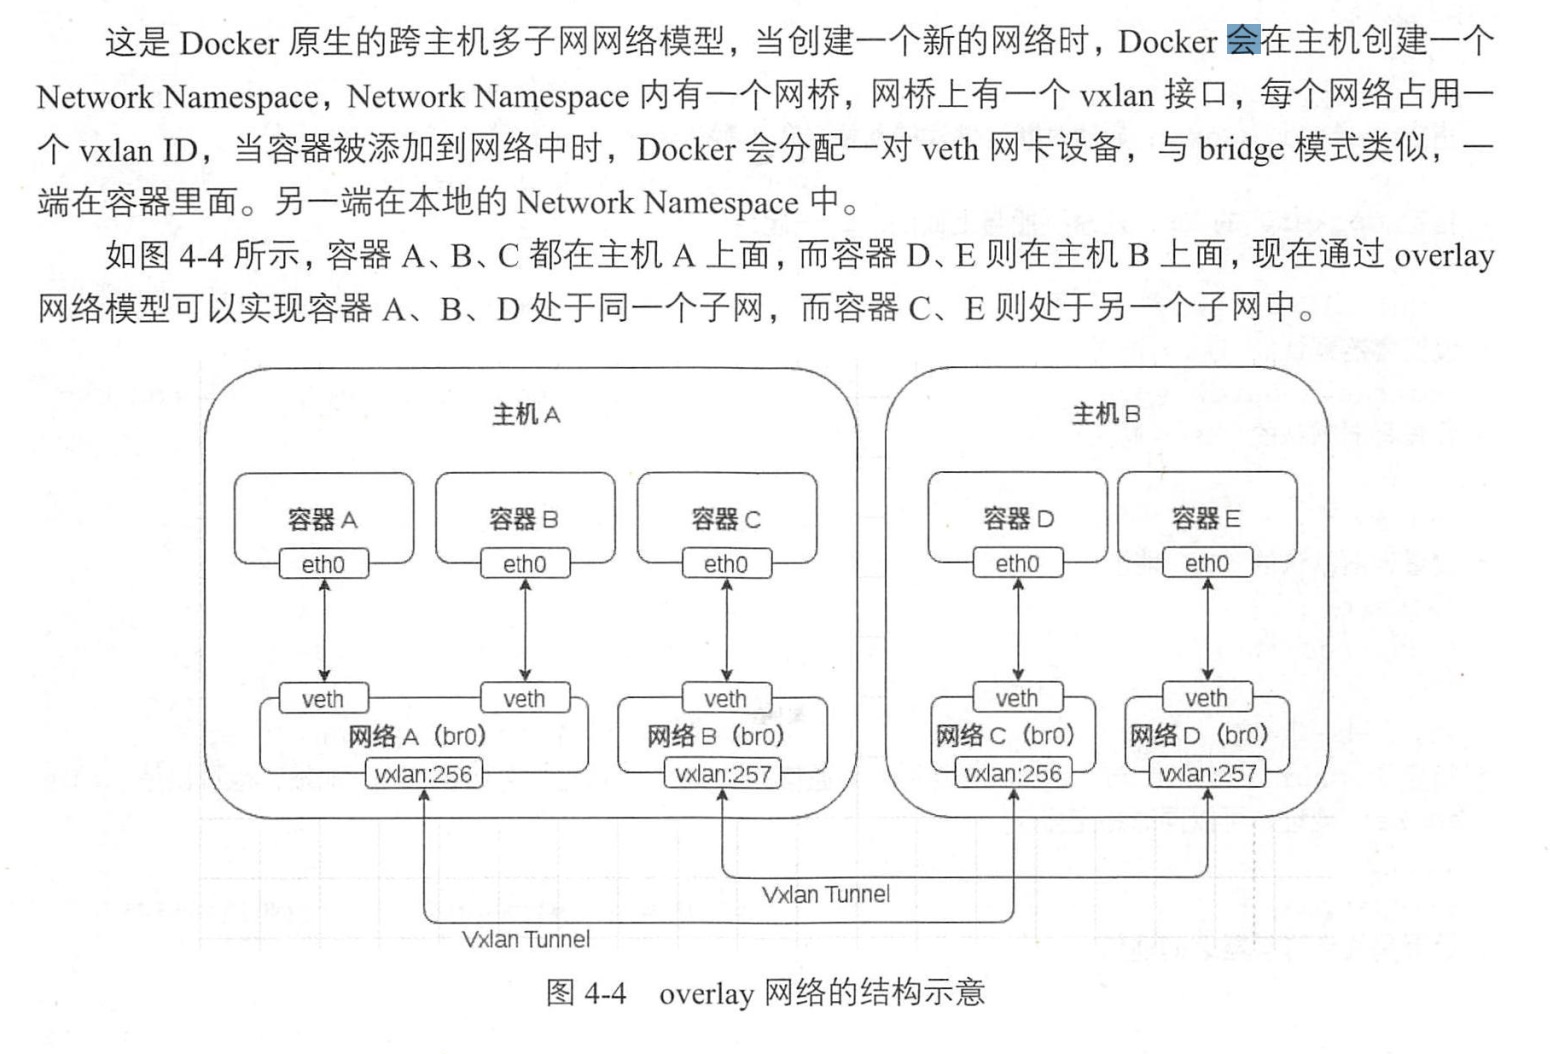 这是 Docker 原生的跨主机多子网网络模型，当创建一个新的网络时，Docker 会在主机创建一个
Network Namespace，Network Namespace 内有一个网桥，网桥上有一个 vxlan 接口，每个网络占用一
个 vxlan ID，当容器被添加到网络中时，Docker 会分配一对 veth 网卡设备，与 bridge 模式类似，一
端在容器里面。另一端在本地的 Network Namespace 中。
如图 4-4 所示，容器 A、B、C 都在主机 A 上面，而容器 D、E 则在主机 B 上面，现在通过 overlay
网络模型可以实现容器 A、B、D 处于同一个子网，而容器 C、E 则处于另一个子网中。
主机 A
主机 B
容器 A
容器 B
容器 C
容器 D
容器 E
eth0
eth0
eth0
eth0
eth0
veth
veth
veth
veth
veth
网络 A（br0）
网络 B（br0）
网络 C（br0）
网络 D（br0）
vxlan:256
vxlan:257
vxlan:256
vxlan:257
Vxlan Tunnel
Vxlan Tunnel
图 4-4 overlay 网络的结构示意